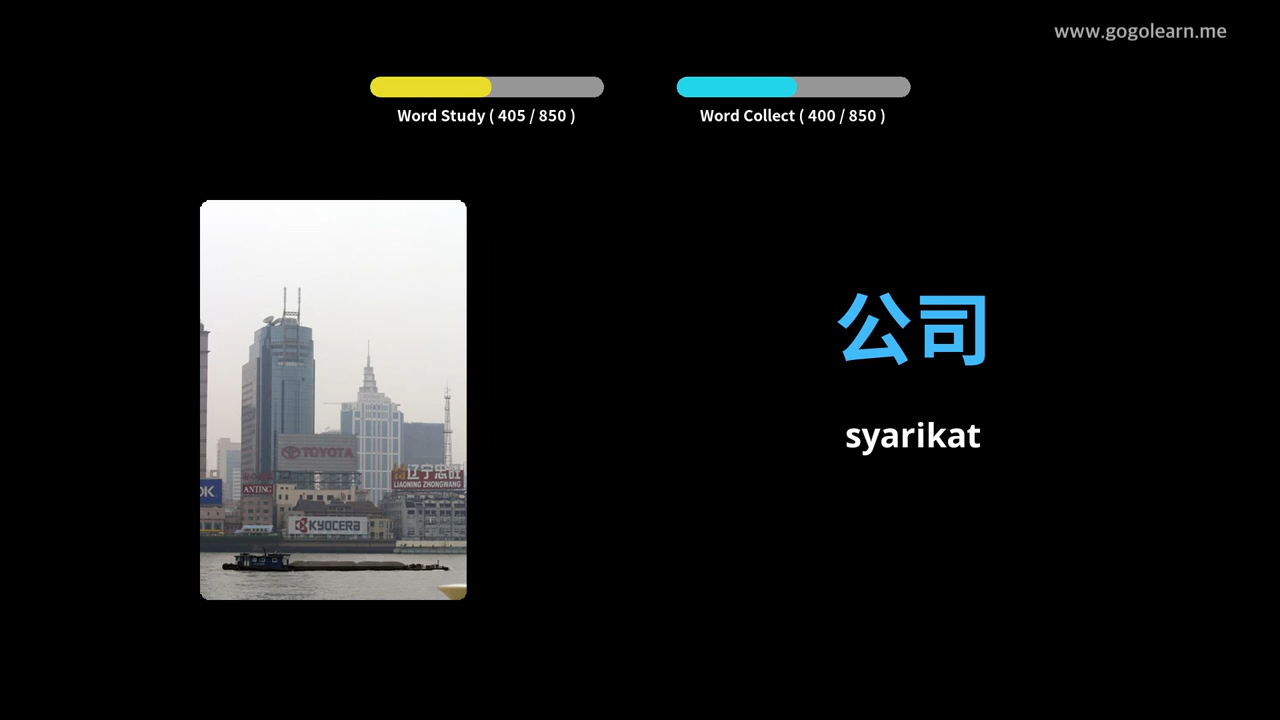 www.gogolearn.me
Word Study ( 405 / 850 )
Word Collect ( 400 / 850 )
公司
syarikat
TOYOTA
辽宁忠旺
LIAONING ZHONGWANG
OK
ANTING
KYOCERA